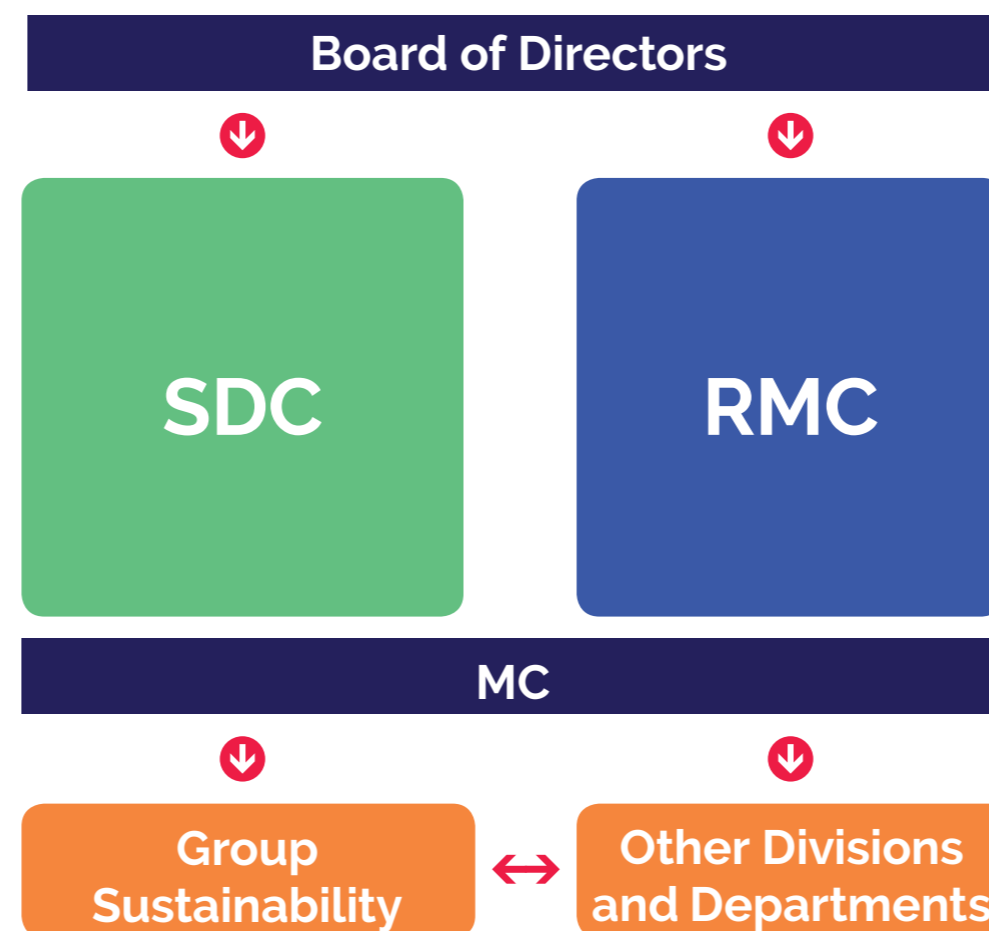 Board of Directors
SDC
RMC
MC
Group
Sustainability
Other Divisions
and Departments